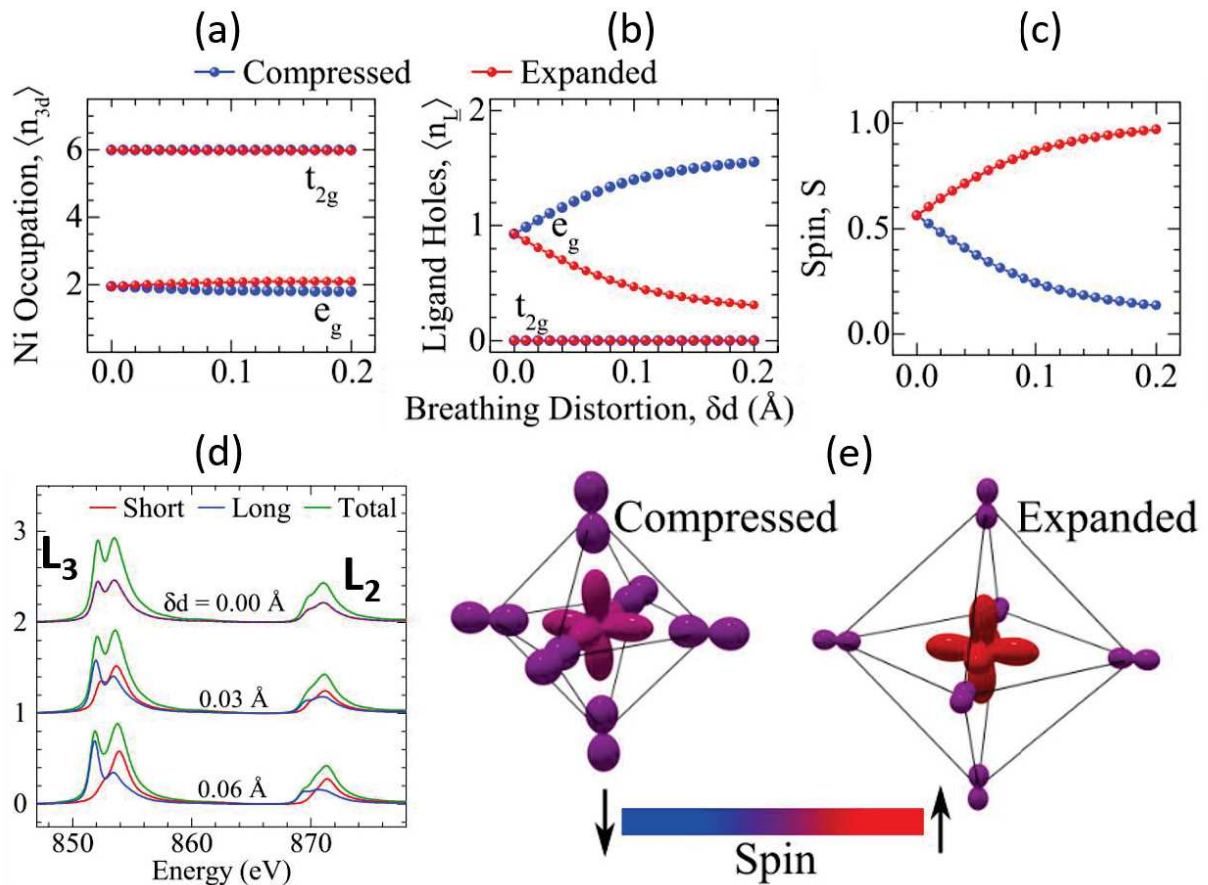 (a)
(b)
(c)
Compressed Expanded
Ni Occupation, ⟨n3d⟩
6
4
2
t2g
eg
0.0 0.1 0.2
Ligand Holes, ⟨nL⟩
2
1
0
eg
t2g
0.0 0.1 0.2
Spin, S
1.0
0.5
0.0
0.0 0.1 0.2
Breathing Distortion, δd (Å)
(d)
(e)
Short Long Total
3
2
1
0
L3
L2
δd = 0.00 Å
0.03 Å
0.06 Å
850 860 870
Energy (eV)
Compressed
Expanded
Spin